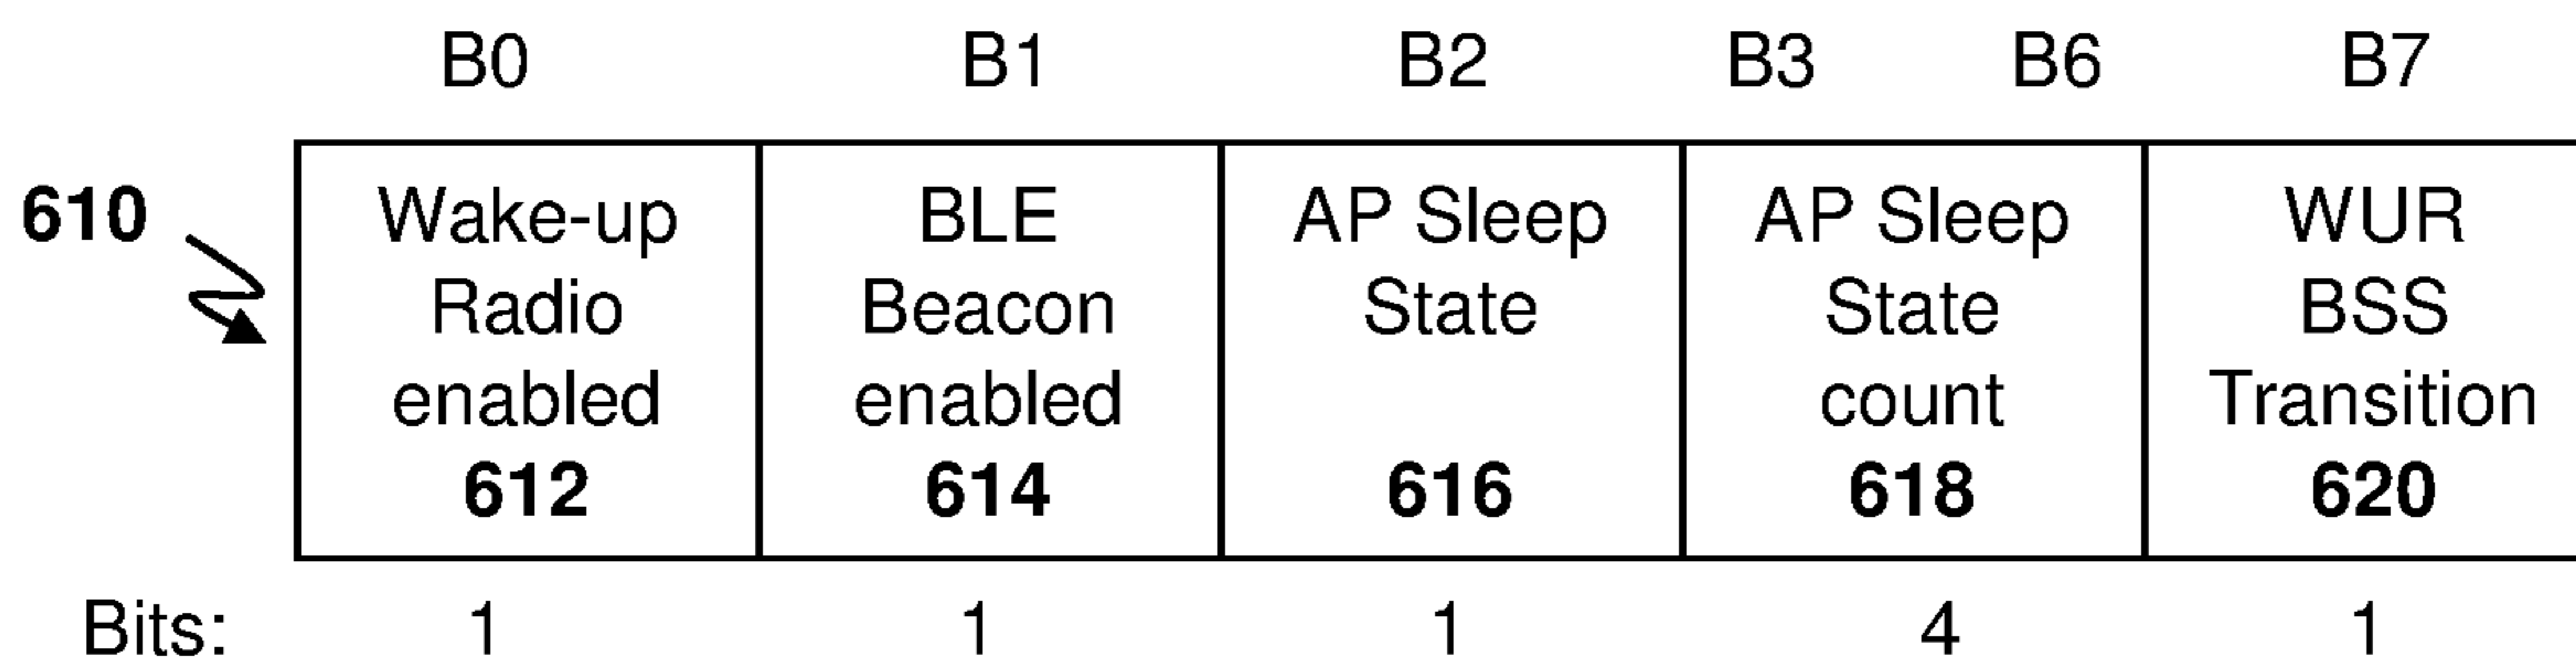 B0 B1 B2 B3 B6 B7
610
Wake-up
Radio
enabled
612
BLE
Beacon
enabled
614
AP Sleep
State
616
AP Sleep
State
count
618
WUR
BSS
Transition
620
Bits: 1 1 1 4 1